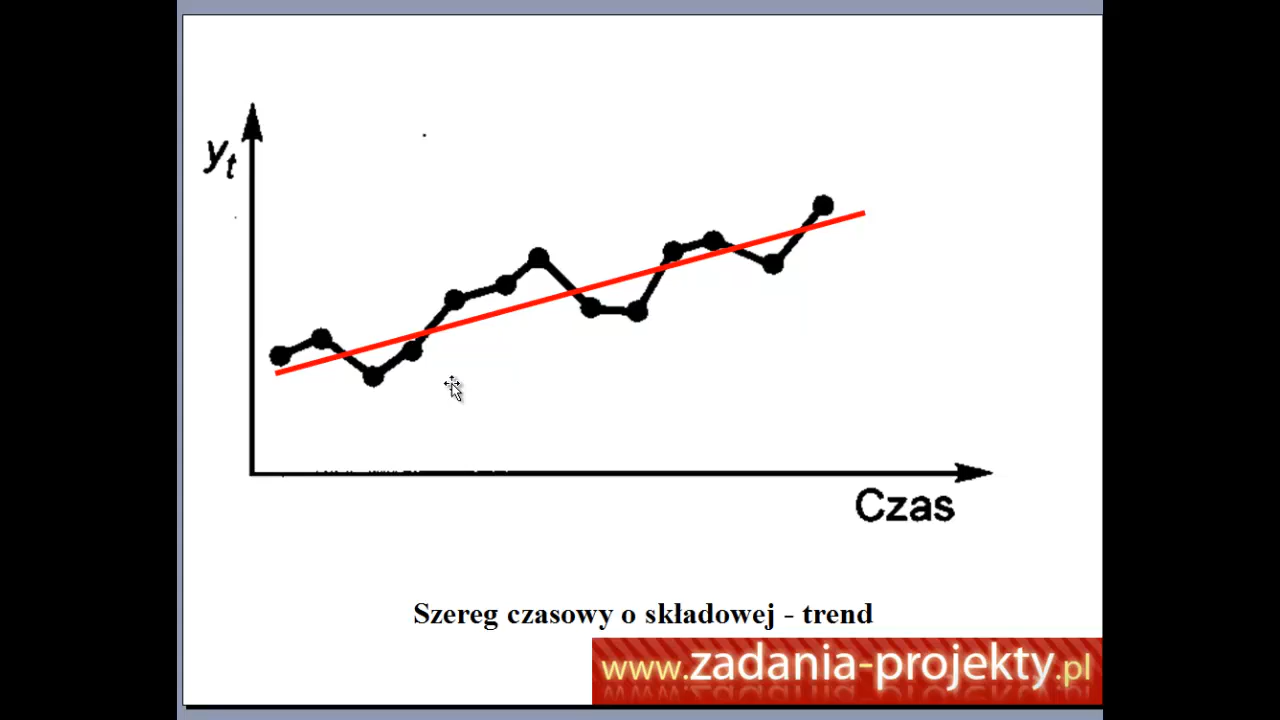 yt
Czas
Szereg czasowy o składowej - trend
www.zadania-projekty.pl